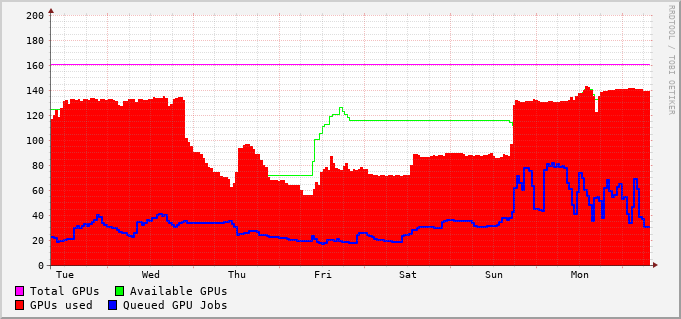 200
180
160
140
120
100
80
60
40
20
0
Tue Wed Thu Fri Sat Sun Mon
RRDTOOL / TOBI OETIKER
Total GPUs Available GPUs
GPUs used Queued GPU Jobs